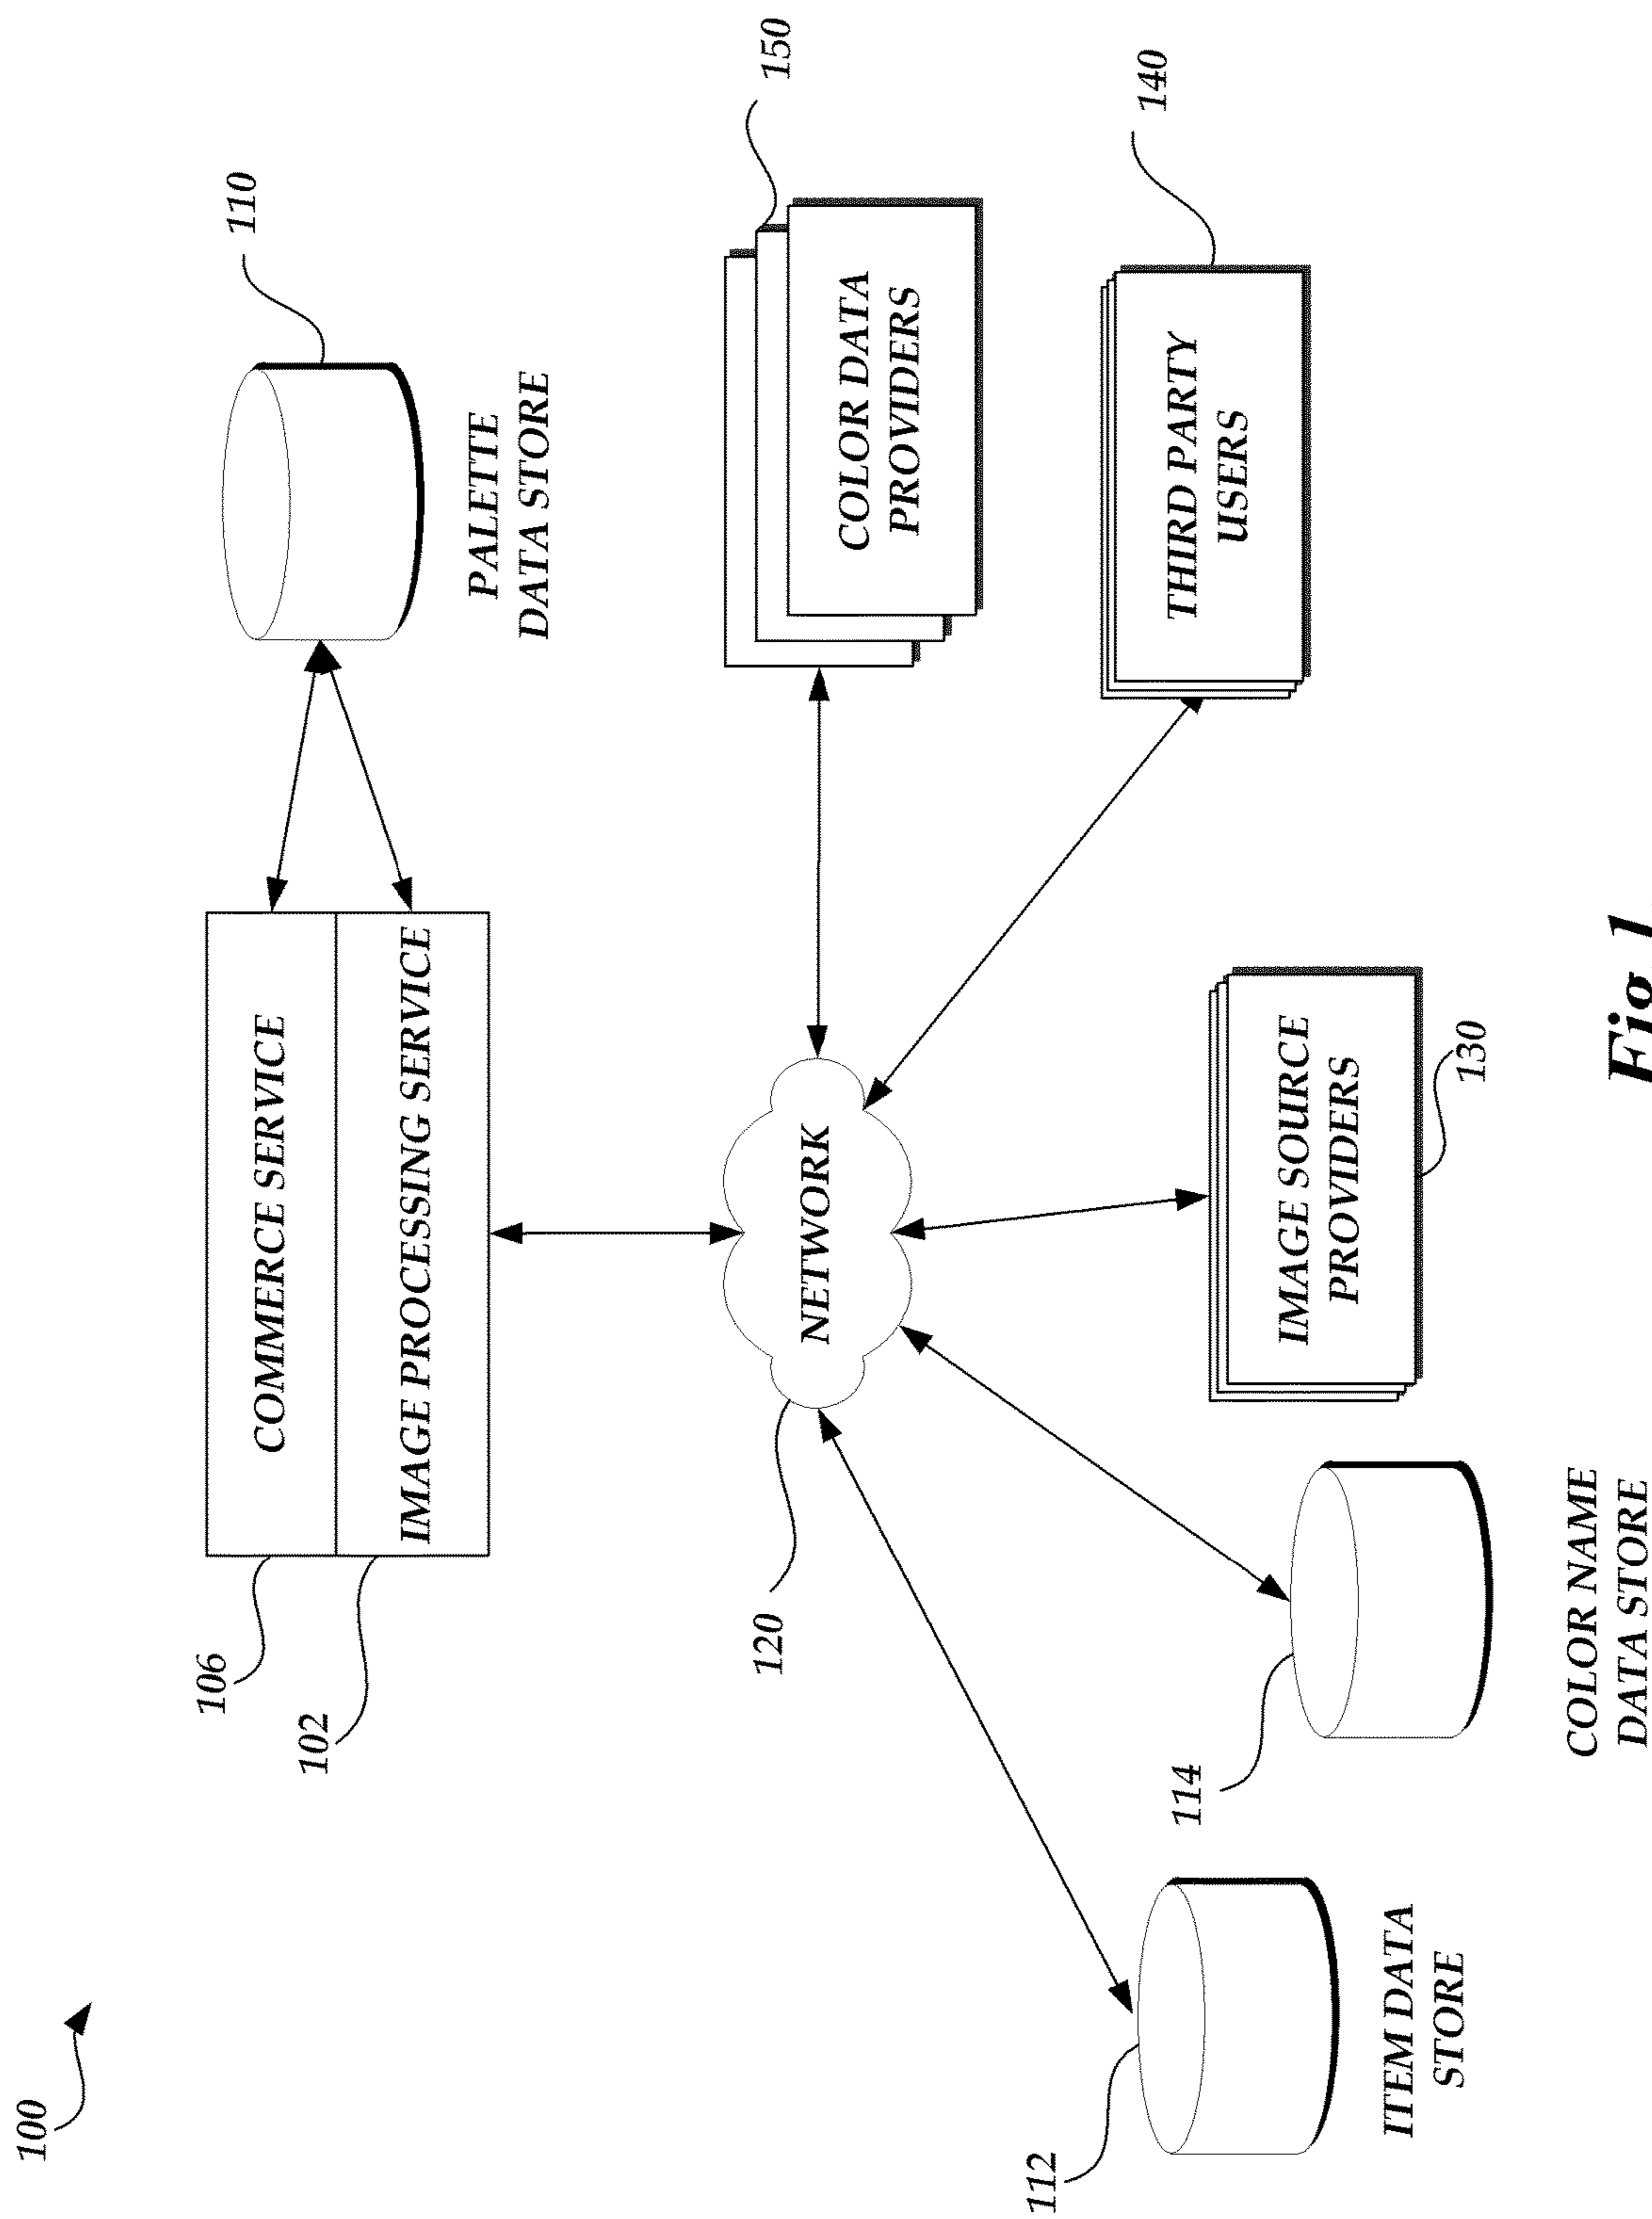 100
106
COMMERCE SERVICE
102
IMAGE PROCESSING SERVICE
110
PALETTE
DATA STORE
120
NETWORK
150
COLOR DATA
PROVIDERS
140
THIRD PARTY
USERS
112
ITEM DATA
STORE
114
COLOR NAME
DATA STORE
IMAGE SOURCE
PROVIDERS
130
Fig.1.